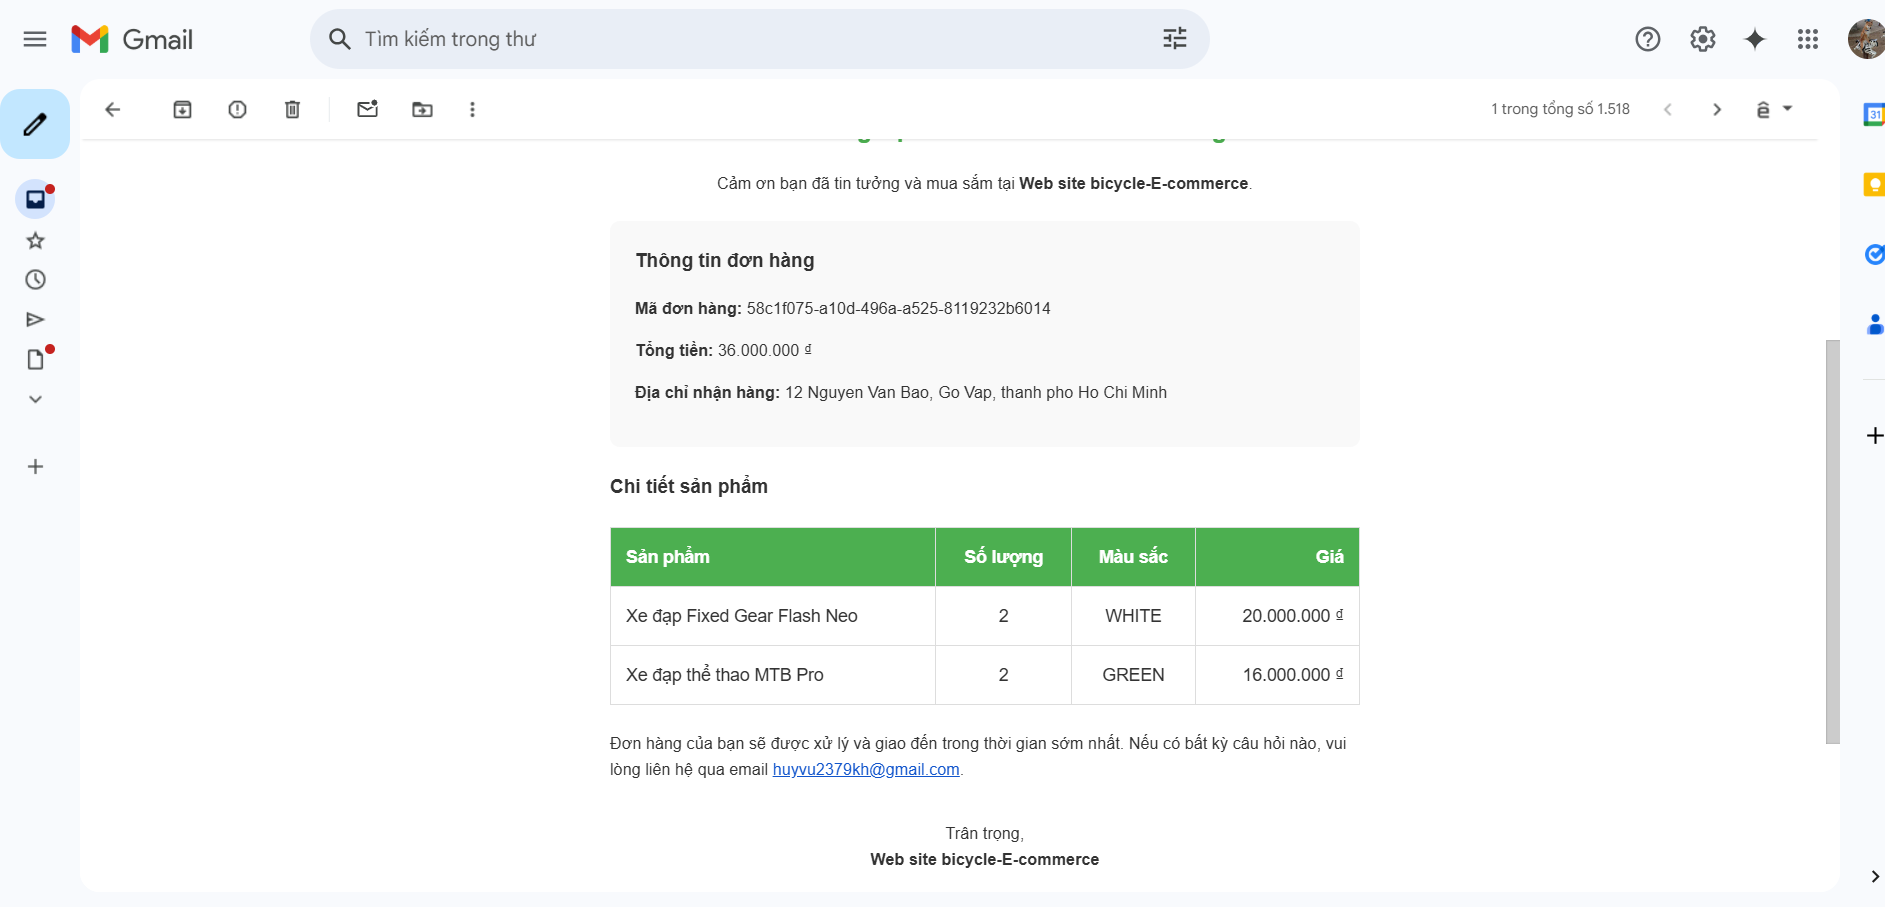 Gmail
Tìm kiếm trong thư
1 trong tổng số 1.518
ê
31
Cảm ơn bạn đã tin tưởng và mua sắm tại Web site bicycle-E-commerce.
Thông tin đơn hàng
Mã đơn hàng: 58c1f075-a10d-496a-a525-8119232b6014
Tổng tiền: 36.000.000 ₫
Địa chỉ nhận hàng: 12 Nguyen Van Bao, Go Vap, thanh pho Ho Chi Minh
Chi tiết sản phẩm
Sản phẩm Số lượng Màu sắc Giá
Xe đạp Fixed Gear Flash Neo 2 WHITE 20.000.000 ₫
Xe đạp thể thao MTB Pro 2 GREEN 16.000.000 ₫
Đơn hàng của bạn sẽ được xử lý và giao đến trong thời gian sớm nhất. Nếu có bất kỳ câu hỏi nào, vui
lòng liên hệ qua email huyvu2379kh@gmail.com.
Trân trọng,
Web site bicycle-E-commerce